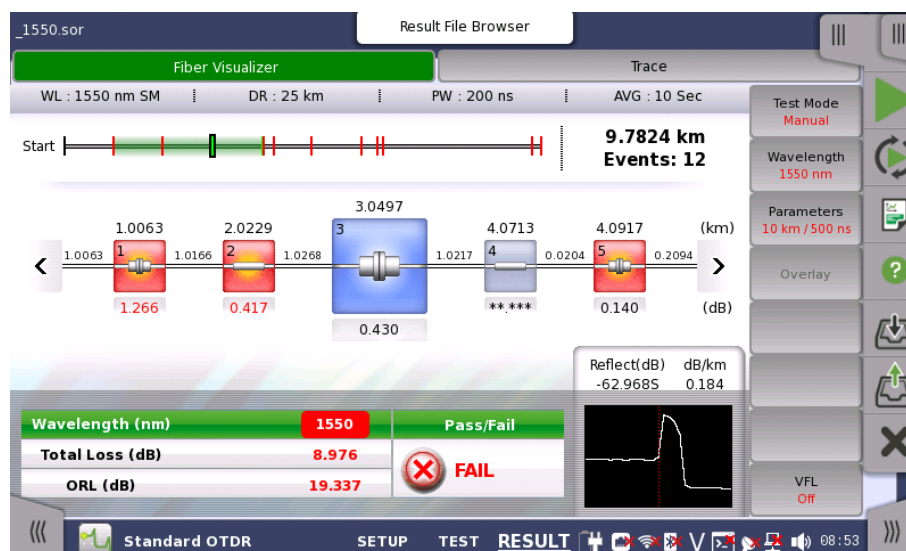 _1550.sor
Result File Browser
Fiber Visualizer
Trace
WL : 1550 nm SM
DR : 25 km
PW : 200 ns
AVG : 10 Sec
Start
9.7824 km
Events: 12
3.0497
1.0063 2.0229 4.0713 4.0917 (km)
1 2 3 4 5
1.0063 1.0166 1.0268 1.0217 0.0204 0.2094
1.266 0.417 0.430 **.*** 0.140 (dB)
Reflect(dB) dB/km
-62.968S 0.184
Wavelength (nm) 1550 Pass/Fail
Total Loss (dB) 8.976
FAIL
ORL (dB) 19.337
Test Mode
Manual
Wavelength
1550 nm
Parameters
10 km / 500 ns
Overlay
VFL
Off
Standard OTDR SETUP TEST RESULT 08:53